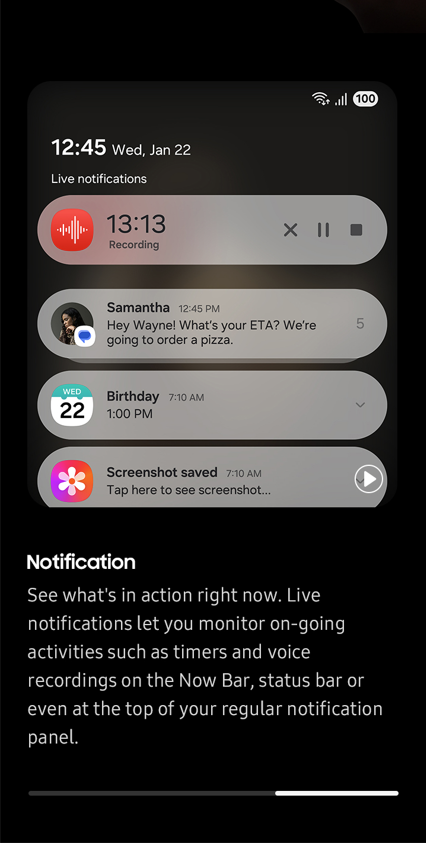 100
12:45 Wed, Jan 22
Live notifications
13:13
Recording
Samantha 12:45 PM
Hey Wayne! What's your ETA? We're
going to order a pizza.
5
WED
22
Birthday 7:10 AM
1:00 PM
Screenshot saved 7:10 AM
Tap here to see screenshot...
Notification
See what's in action right now. Live
notifications let you monitor on-going
activities such as timers and voice
recordings on the Now Bar, status bar or
even at the top of your regular notification
panel.